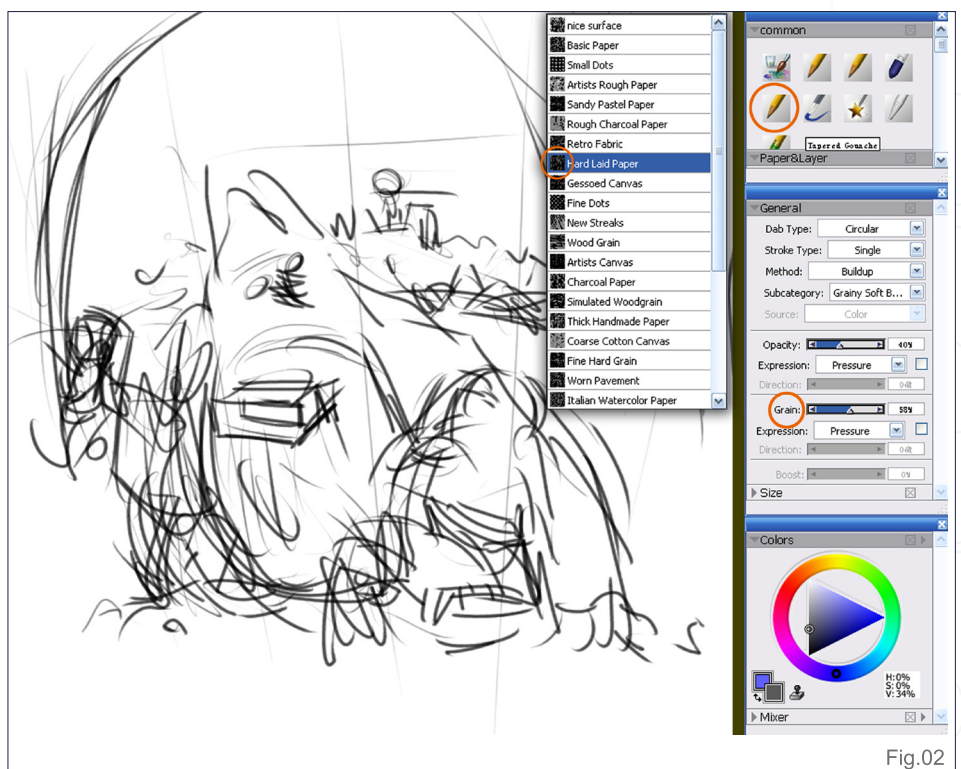 nice surface
Basic Paper
Small Dots
Artists Rough Paper
Sandy Pastel Paper
Rough Charcoal Paper
Retro Fabric
Hard Laid Paper
Gessoed Canvas
Fine Dots
New Streaks
Wood Grain
Artists Canvas
Charcoal Paper
Simulated Woodgrain
Thick Handmade Paper
Coarse Cotton Canvas
Fine Hard Grain
Worn Pavement
Italian Watercolor Paper
common
Tapered Gouache
Paper&Layer
General
Dab Type: Circular
Stroke Type: Single
Method: Buildup
Subcategory: Grainy Soft B...
Source: Color
Opacity: 40%
Expression: Pressure
Direction:
Grain: 58%
Expression: Pressure
Direction:
Boost: 0%
Size
Colors
H:0%
S:0%
V:34%
Mixer
Fig.02